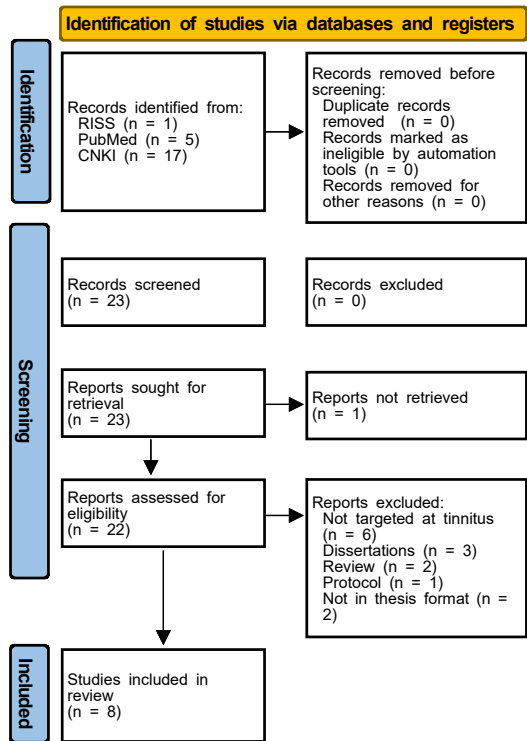 Identification of studies via databases and registers
Identification
Records identified from:
RISS (n = 1)
PubMed (n = 5)
CNKI (n = 17)
Records removed before
screening:
Duplicate records
removed (n = 0)
Records marked as
ineligible by automation
tools (n = 0)
Records removed for
other reasons (n = 0)
Screening
Records screened
(n = 23)
Records excluded
(n = 0)
Reports sought for
retrieval
(n = 23)
Reports not retrieved
(n = 1)
Reports assessed for
eligibility
(n = 22)
Reports excluded:
Not targeted at tinnitus
(n = 6)
Dissertations (n = 3)
Review (n = 2)
Protocol (n = 1)
Not in thesis format (n =
2)
Included
Studies included in
review
(n = 8)